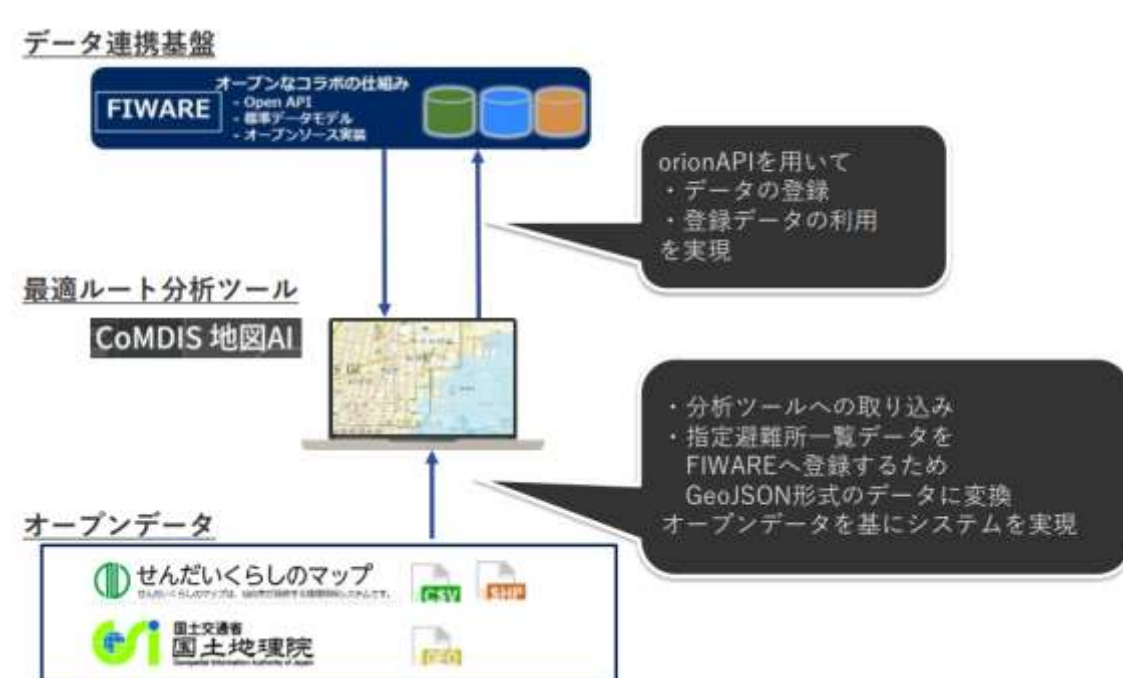 データ連携基盤
FIWARE
オープンなコラボの仕組み
- Open API
- 標準データモデル
- オープンソース実装
orionAPIを用いて
・データの登録
・登録データの利用
を実現
最適ルート分析ツール
CoMDIS 地図AI
・分析ツールへの取り込み
・指定避難所一覧データを
FIWAREへ登録するため
GeoJSON形式のデータに変換
オープンデータを基にシステムを実現
オープンデータ
せんだいくらしのマップ
CSV
SHP
国土交通省
国土地理院
Geospatial Information Authority of Japan
GEO